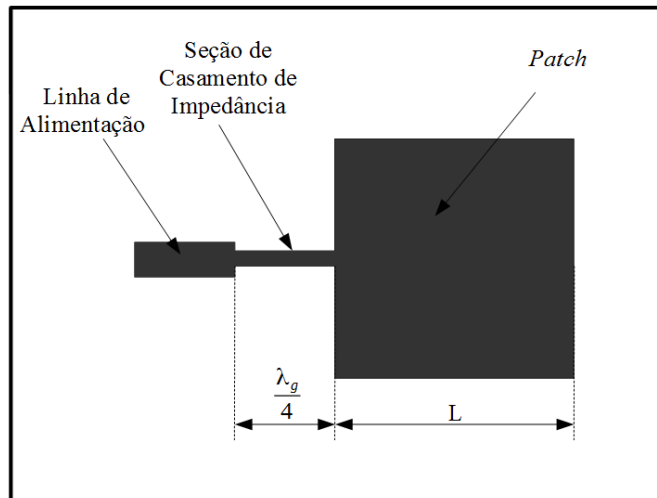 Seção de
Casamento de
Impedância
Patch
Linha de
Alimentação
λg
4
L